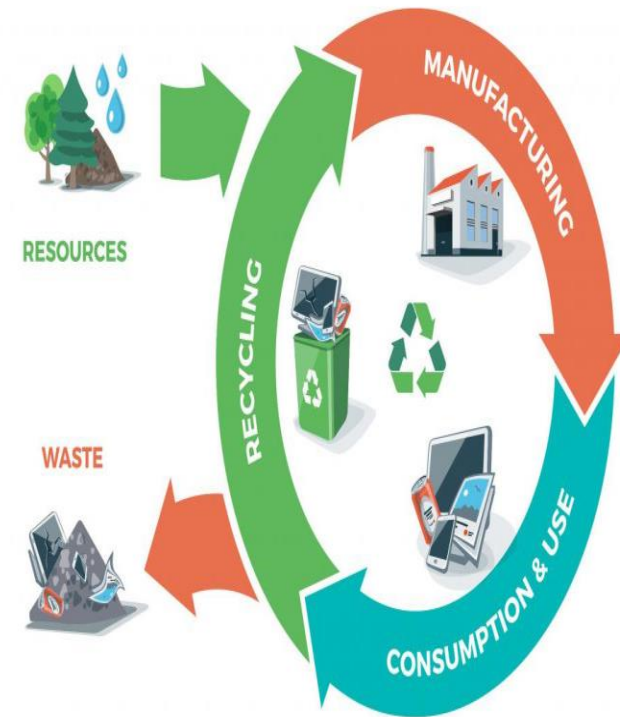 RESOURCES
MANUFACTURING
RECYCLING
WASTE
CONSUMPTION & USE